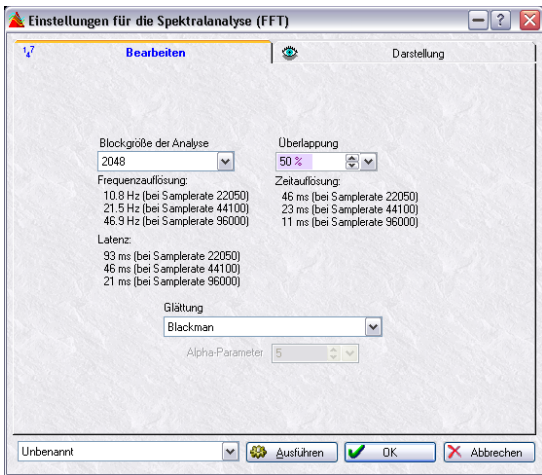 Einstellungen für die Spektralanalyse (FFT)
Bearbeiten
Darstellung
Blockgröße der Analyse
2048
Überlappung
50 %
Frequenzauflösung:
10.8 Hz (bei Samplerate 22050)
21.5 Hz (bei Samplerate 44100)
46.9 Hz (bei Samplerate 96000)
Zeitauflösung:
46 ms (bei Samplerate 22050)
23 ms (bei Samplerate 44100)
11 ms (bei Samplerate 96000)
Latenz:
93 ms (bei Samplerate 22050)
46 ms (bei Samplerate 44100)
21 ms (bei Samplerate 96000)
Glättung
Blackman
Alpha-Parameter 5
Unbenannt
Ausführen
OK
Abbrechen